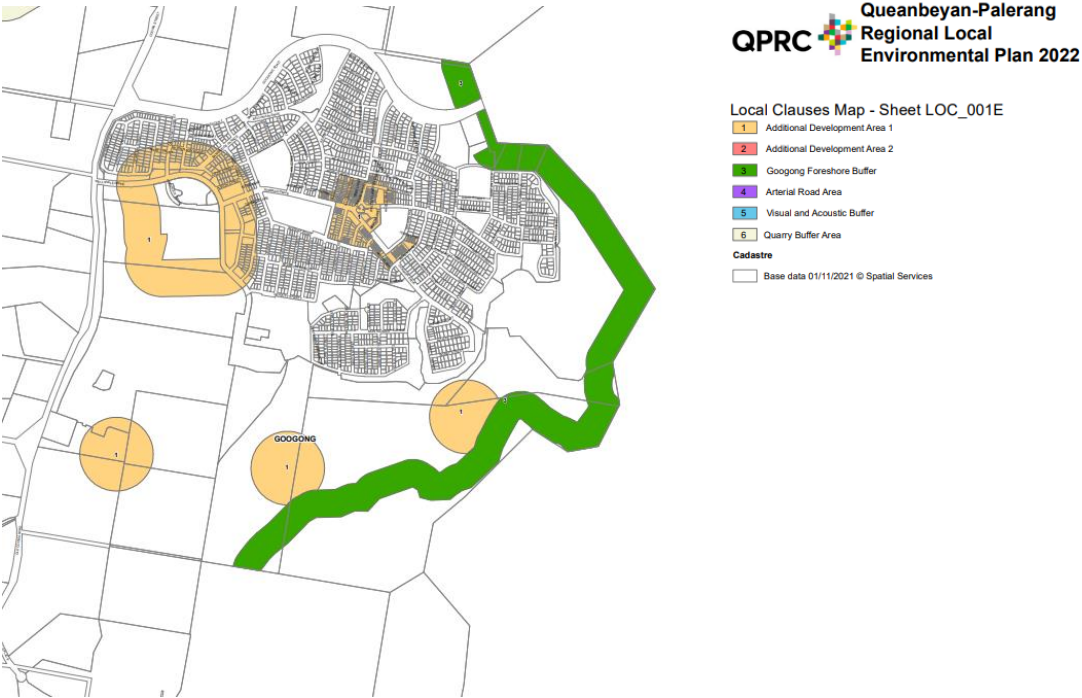 QPRC
Queanbeyan-Palerang
Regional Local
Environmental Plan 2022
Local Clauses Map - Sheet LOC_001E
1 Additional Development Area 1
2 Additional Development Area 2
3 Googong Foreshore Buffer
4 Arterial Road Area
5 Visual and Acoustic Buffer
6 Quarry Buffer Area
Cadastre
Base data 01/11/2021 © Spatial Services
3
1
1
3
GOOGONG
1
1